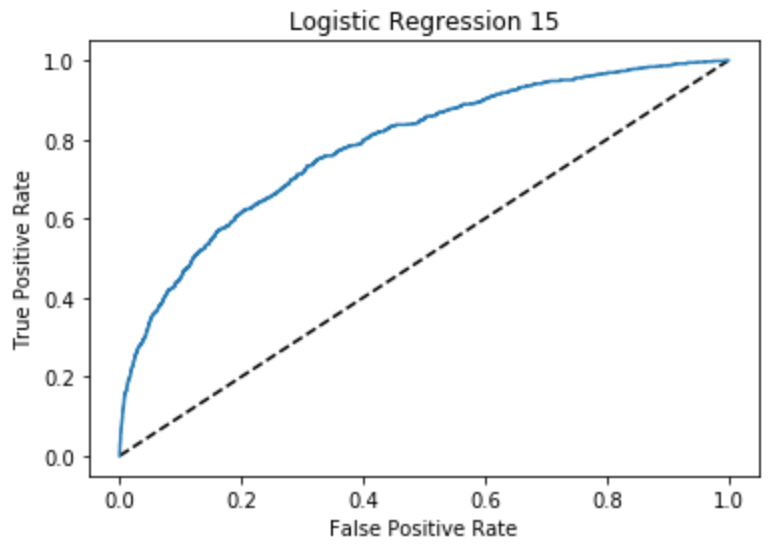 Logistic Regression 15
1.0
0.8
0.6
0.4
0.2
0.0
True Positive Rate
0.0 0.2 0.4 0.6 0.8 1.0
False Positive Rate